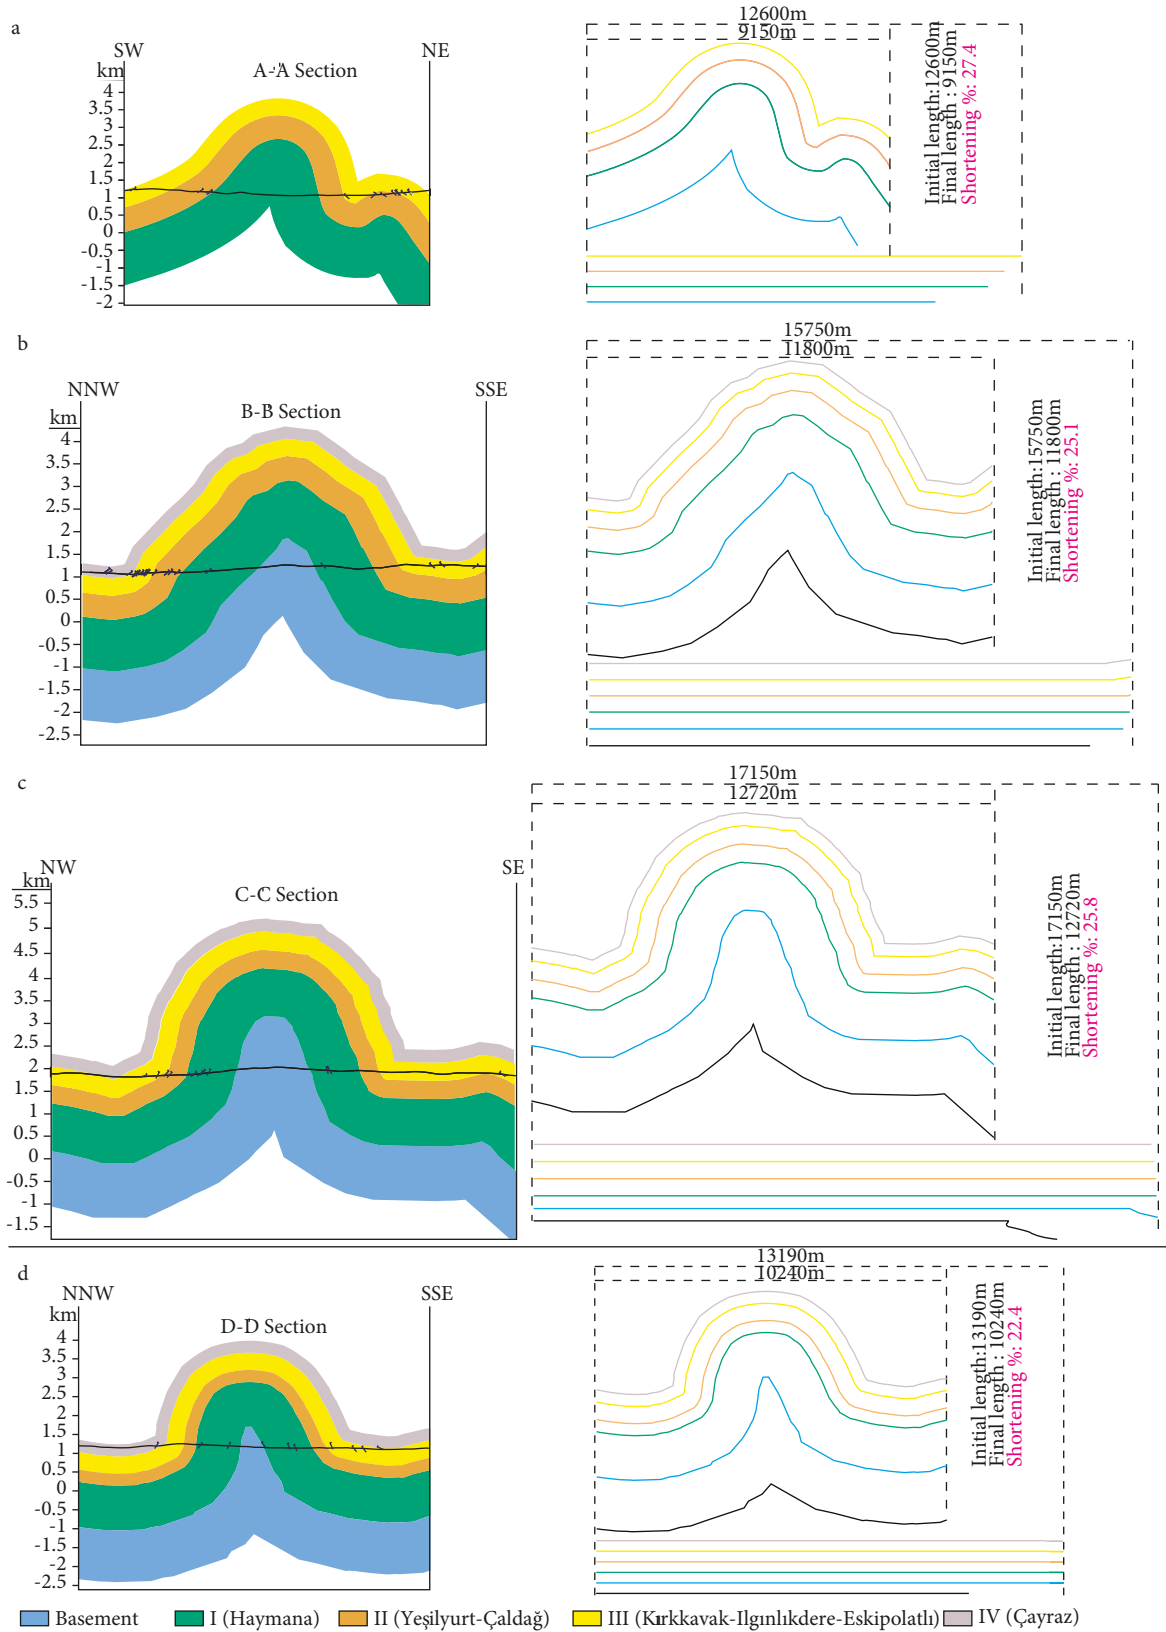 a
SW
NE
km
A-'A Section
4
3.5
3
2.5
2
1.5
1
0.5
0
-0.5
-1
-1.5
-2
12600m
9150m
Initial length:12600m
Final length : 9150m
Shortening %: 27.4
b
NNW
SSE
km
B-B' Section
4
3.5
3
2.5
2
1.5
1
0.5
0
-0.5
-1
-1.5
-2
-2.5
15750m
11800m
Initial length:15750m
Final length : 11800m
Shortening %: 25.1
c
NW
SE
km
C-C' Section
5.5
5
4.5
4
3.5
3
2.5
2
1.5
1
0.5
0
-0.5
-1
-1.5
17150m
12720m
Initial length:17150m
Final length : 12720m
Shortening %: 25.8
d
NNW
SSE
km
D-D' Section
4
3.5
3
2.5
2
1.5
1
0.5
0
-0.5
-1
-1.5
-2
-2.5
13190m
10240m
Initial length:13190m
Final length : 10240m
Shortening %: 22.4
Basement
I (Haymana)
II (Yeşilyurt-Çaldağ)
III (Kırkkavak-Ilgınlıkdere-Eskipolatlı)
IV (Çayraz)